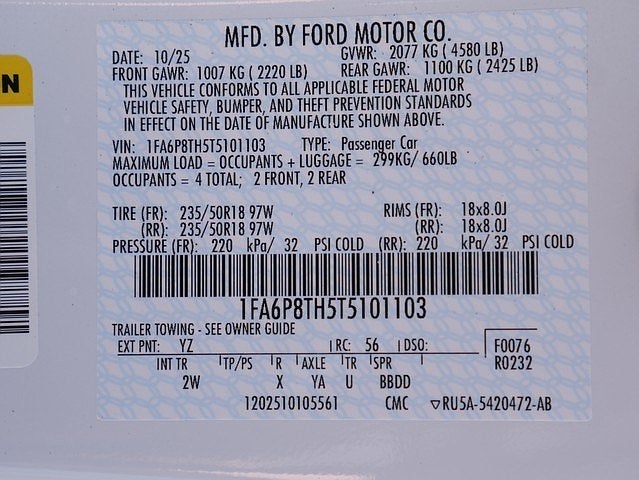 MFD. BY FORD MOTOR CO.
DATE: 10/25 GVWR: 2077 KG ( 4580 LB)
FRONT GAWR: 1007 KG ( 2220 LB) REAR GAWR: 1100 KG ( 2425 LB)
THIS VEHICLE CONFORMS TO ALL APPLICABLE FEDERAL MOTOR
VEHICLE SAFETY, BUMPER, AND THEFT PREVENTION STANDARDS
IN EFFECT ON THE DATE OF MANUFACTURE SHOWN ABOVE.
VIN: 1FA6P8TH5T5101103 TYPE: Passenger Car
MAXIMUM LOAD = OCCUPANTS + LUGGAGE = 299KG/ 660LB
OCCUPANTS = 4 TOTAL; 2 FRONT, 2 REAR
TIRE (FR): 235/50R18 97W RIMS (FR): 18x8.0J
(RR): 235/50R18 97W (RR): 18x8.0J
PRESSURE (FR): 220 kPa/ 32 PSI COLD (RR): 220 kPa/ 32 PSI COLD
1FA6P8TH5T5101103
TRAILER TOWING - SEE OWNER GUIDE
EXT PNT: YZ RC: 56 DSO: F0076
INT TR TP/PS R AXLE TR SPR R0232
2W X YA U BBDD
1202510105561 CMC ▽RU5A-5420472-AB
N